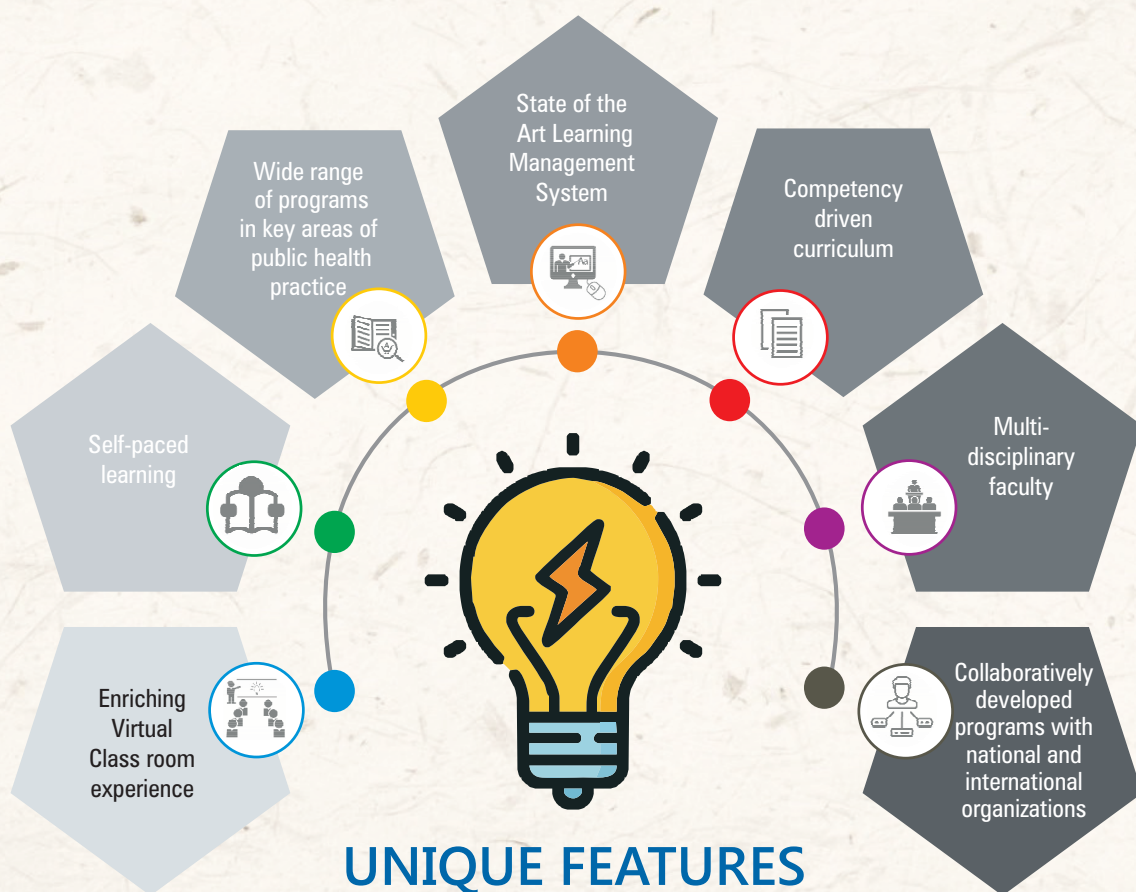 State of the
Art Learning
Management
System
Wide range
of programs
in key areas of
public health
practice
Competency
driven
curriculum
Self-paced
learning
Multi-
disciplinary
faculty
Enriching
Virtual
Class room
experience
Collaboratively
developed
programs with
national and
international
organizations
Aa
UNIQUE FEATURES